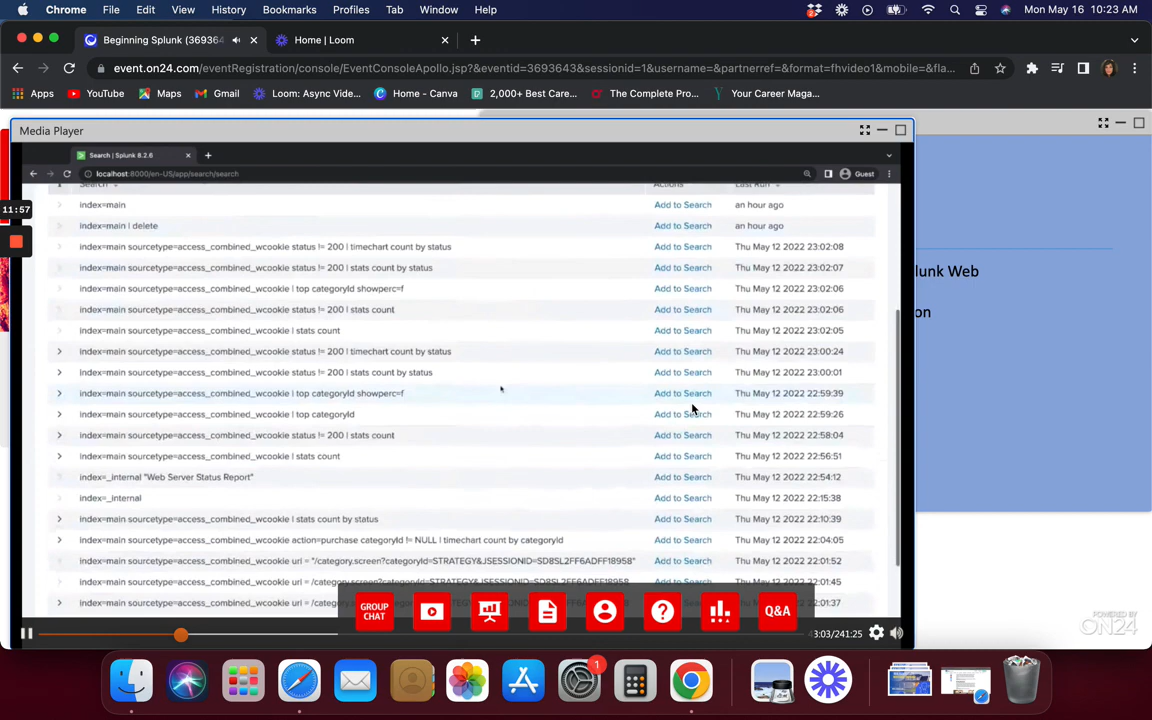 Chrome File Edit View History Bookmarks Profiles Tab Window Help Mon May 16 10:23 AM
Beginning Splunk (369364 Home | Loom
event.on24.com/eventRegistration/console/EventConsoleApollo.jsp?&eventid=3693643&sessionid=1&username=&partnerref=&format=fhvideo1&mobile=&fla...
Apps YouTube Maps Gmail Loom: Async Vide... Home - Canva 2,000+ Best Care... The Complete Pro... Your Career Magaz...
Media Player
Search | Splunk 8.2.6
localhost:8000/en-US/app/search/search Guest
i Search Actions Last Run
index=main Add to Search an hour ago
11:57
index=main | delete Add to Search an hour ago
index=main sourcetype=access_combined_wcookie status != 200 | timechart count by status Add to Search Thu May 12 2022 23:02:08
index=main sourcetype=access_combined_wcookie status != 200 | stats count by status Add to Search Thu May 12 2022 23:02:07
lunk Web
index=main sourcetype=access_combined_wcookie | top categoryId showperc=f Add to Search Thu May 12 2022 23:02:06
index=main sourcetype=access_combined_wcookie status != 200 | stats count Add to Search Thu May 12 2022 23:02:06
on
index=main sourcetype=access_combined_wcookie | stats count Add to Search Thu May 12 2022 23:02:05
index=main sourcetype=access_combined_wcookie status != 200 | timechart count by status Add to Search Thu May 12 2022 23:00:24
index=main sourcetype=access_combined_wcookie status != 200 | stats count by status Add to Search Thu May 12 2022 23:00:01
index=main sourcetype=access_combined_wcookie | top categoryId showperc=f Add to Search Thu May 12 2022 22:59:39
index=main sourcetype=access_combined_wcookie | top categoryId Add to Search Thu May 12 2022 22:59:26
index=main sourcetype=access_combined_wcookie status != 200 | stats count Add to Search Thu May 12 2022 22:58:04
index=main sourcetype=access_combined_wcookie | stats count Add to Search Thu May 12 2022 22:56:51
index=_internal "Web Server Status Report" Add to Search Thu May 12 2022 22:54:12
index=_internal Add to Search Thu May 12 2022 22:15:38
index=main sourcetype=access_combined_wcookie | stats count by status Add to Search Thu May 12 2022 22:10:39
index=main sourcetype=access_combined_wcookie action=purchase categoryId != NULL | timechart count by categoryId Add to Search Thu May 12 2022 22:04:05
index=main sourcetype=access_combined_wcookie url = "/category.screen?categoryId=STRATEGY&JSESSIONID=SD8SL2FF6ADFF18958" Add to Search Thu May 12 2022 22:01:52
index=main sourcetype=access_combined_wcookie url = /category.screen?categoryId=STRATEGY&JSESSIONID=SD8SL2FF6ADFF18958 Add to Search Thu May 12 2022 22:01:45
index=main sourcetype=access_combined_wcookie url = /ca Thu May 12 2022 22:01:37
GROUP
CHAT
?
Q&A
3:03/241:25
POWERED BY
ON24
1